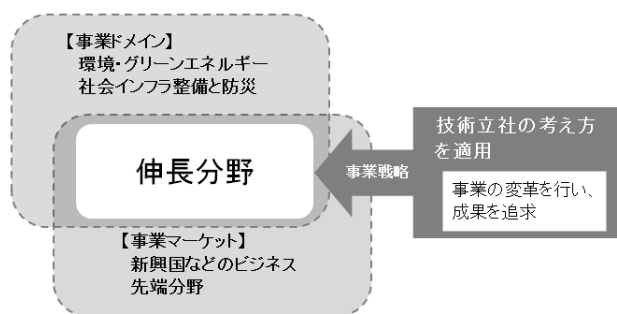 【事業ドメイン】
環境・グリーンエネルギー
社会インフラ整備と防災
伸長分野
【事業マーケット】
新興国などのビジネス
先端分野
事業戦略
技術立社の考え方
を適用
事業の変革を行い、
成果を追求